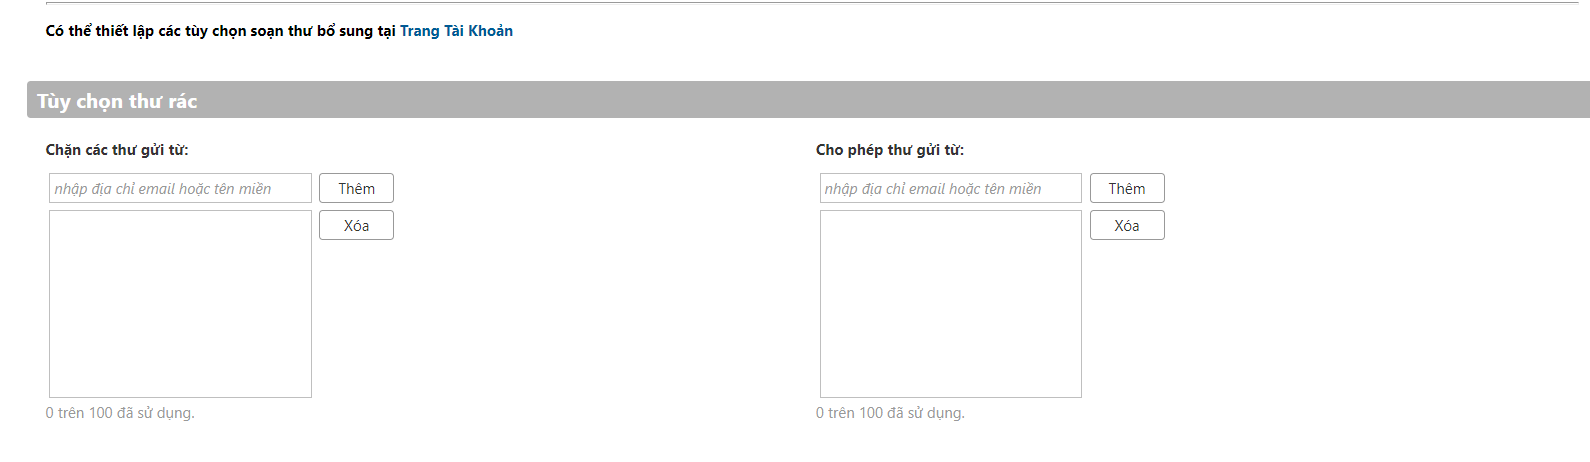 Có thể thiết lập các tùy chọn soạn thư bổ sung tại Trang Tài Khoản
Tùy chọn thư rác
Chặn các thư gửi từ:
nhập địa chỉ email hoặc tên miền
Thêm
Xóa
0 trên 100 đã sử dụng.
Cho phép thư gửi từ:
nhập địa chỉ email hoặc tên miền
Thêm
Xóa
0 trên 100 đã sử dụng.